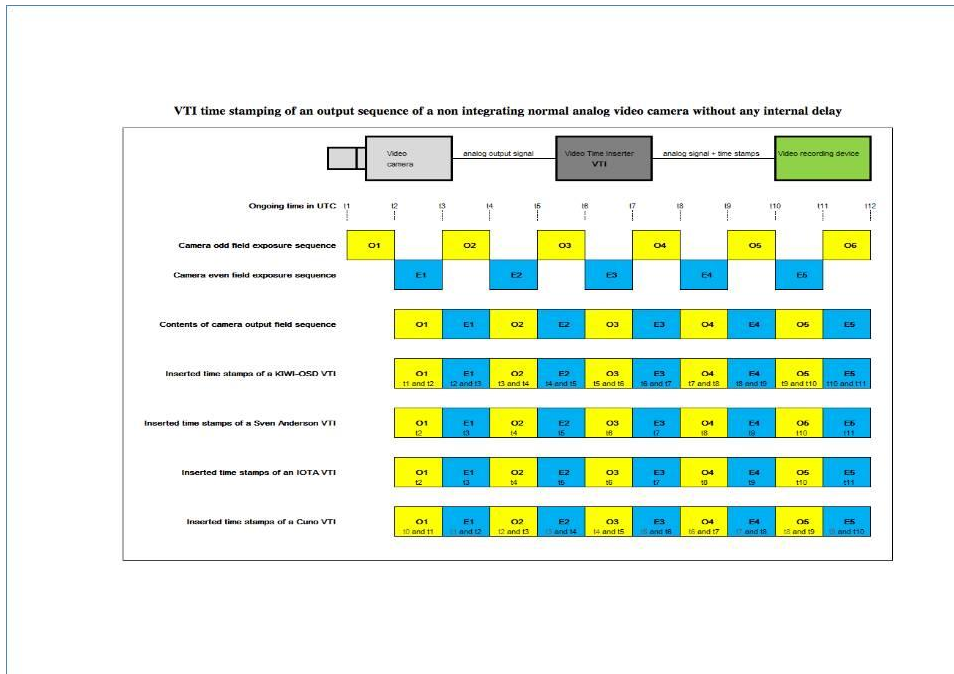 VTI time stamping of an output sequence of a non integrating normal analog video camera without any internal delay
Video camera
analog output signal
Video Time Inserter VTI
analog signal + time stamps
Video recording device
Ongoing time in UTC t1 t2 t3 t4 t5 t6 t7 t8 t9 t10 t11 t12
Camera odd field exposure sequence O1 O2 O3 O4 O5 O6
Camera even field exposure sequence E1 E2 E3 E4 E5
Contents of camera output field sequence O1 E1 O2 E2 O3 E3 O4 E4 O5 E5
Inserted time stamps of a KIWI-OSD VTI O1 E1 O2 E2 O3 E3 O4 E4 O5 E5
t1 and t2 t2 and t3 t3 and t4 t4 and t5 t5 and t6 t6 and t7 t7 and t8 t8 and t9 t9 and t10 t10 and t11
Inserted time stamps of a Sven Anderson VTI O1 E1 O2 E2 O3 E3 O4 E4 O5 E5
t2 t3 t4 t5 t6 t7 t8 t9 t10 t11
Inserted time stamps of an IOTA VTI O1 E1 O2 E2 O3 E3 O4 E4 O5 E5
t2 t3 t4 t5 t6 t7 t8 t9 t10 t11
Inserted time stamps of a Cuno VTI O1 E1 O2 E2 O3 E3 O4 E4 O5 E5
t0 and t1 t1 and t2 t2 and t3 t3 and t4 t4 and t5 t5 and t6 t6 and t7 t7 and t8 t8 and t9 t9 and t10